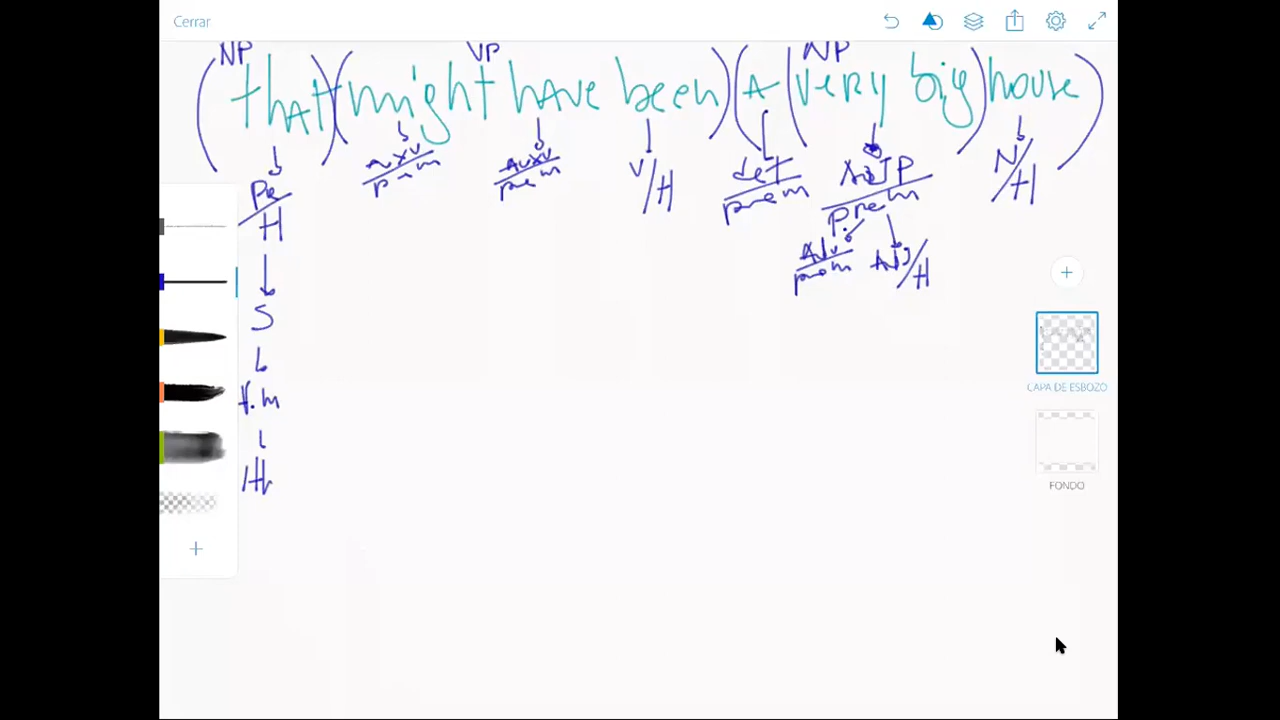 Cerrar
NP VP NP
(that) (might have been) (A (very big) house)
auxv/prem auxv/prem V/H det/prem AdJP/prem N/H
H
Adv/prem AdJ/H
S
CAPA DE ESBOZO
FONDO